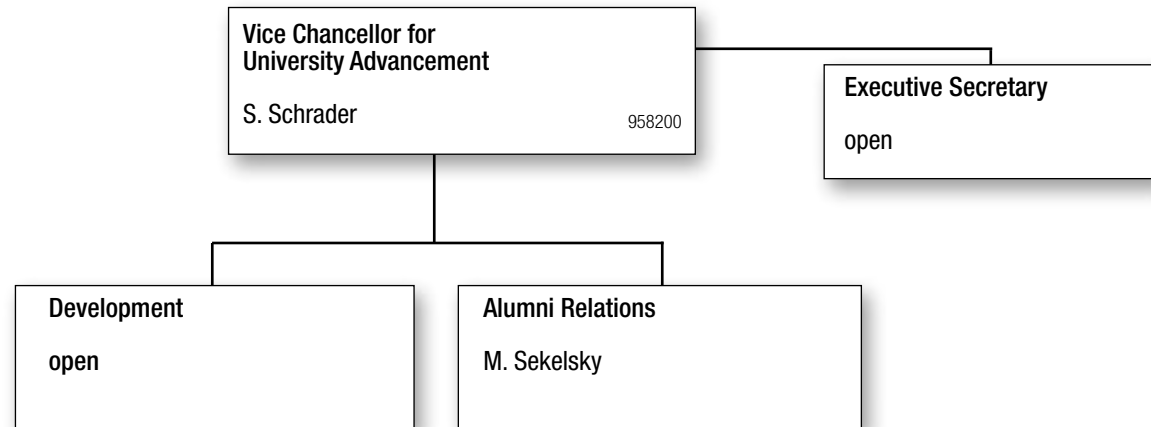 Vice Chancellor for
University Advancement
S. Schrader
958200
Executive Secretary
open
Development
open
Alumni Relations
M. Sekelsky